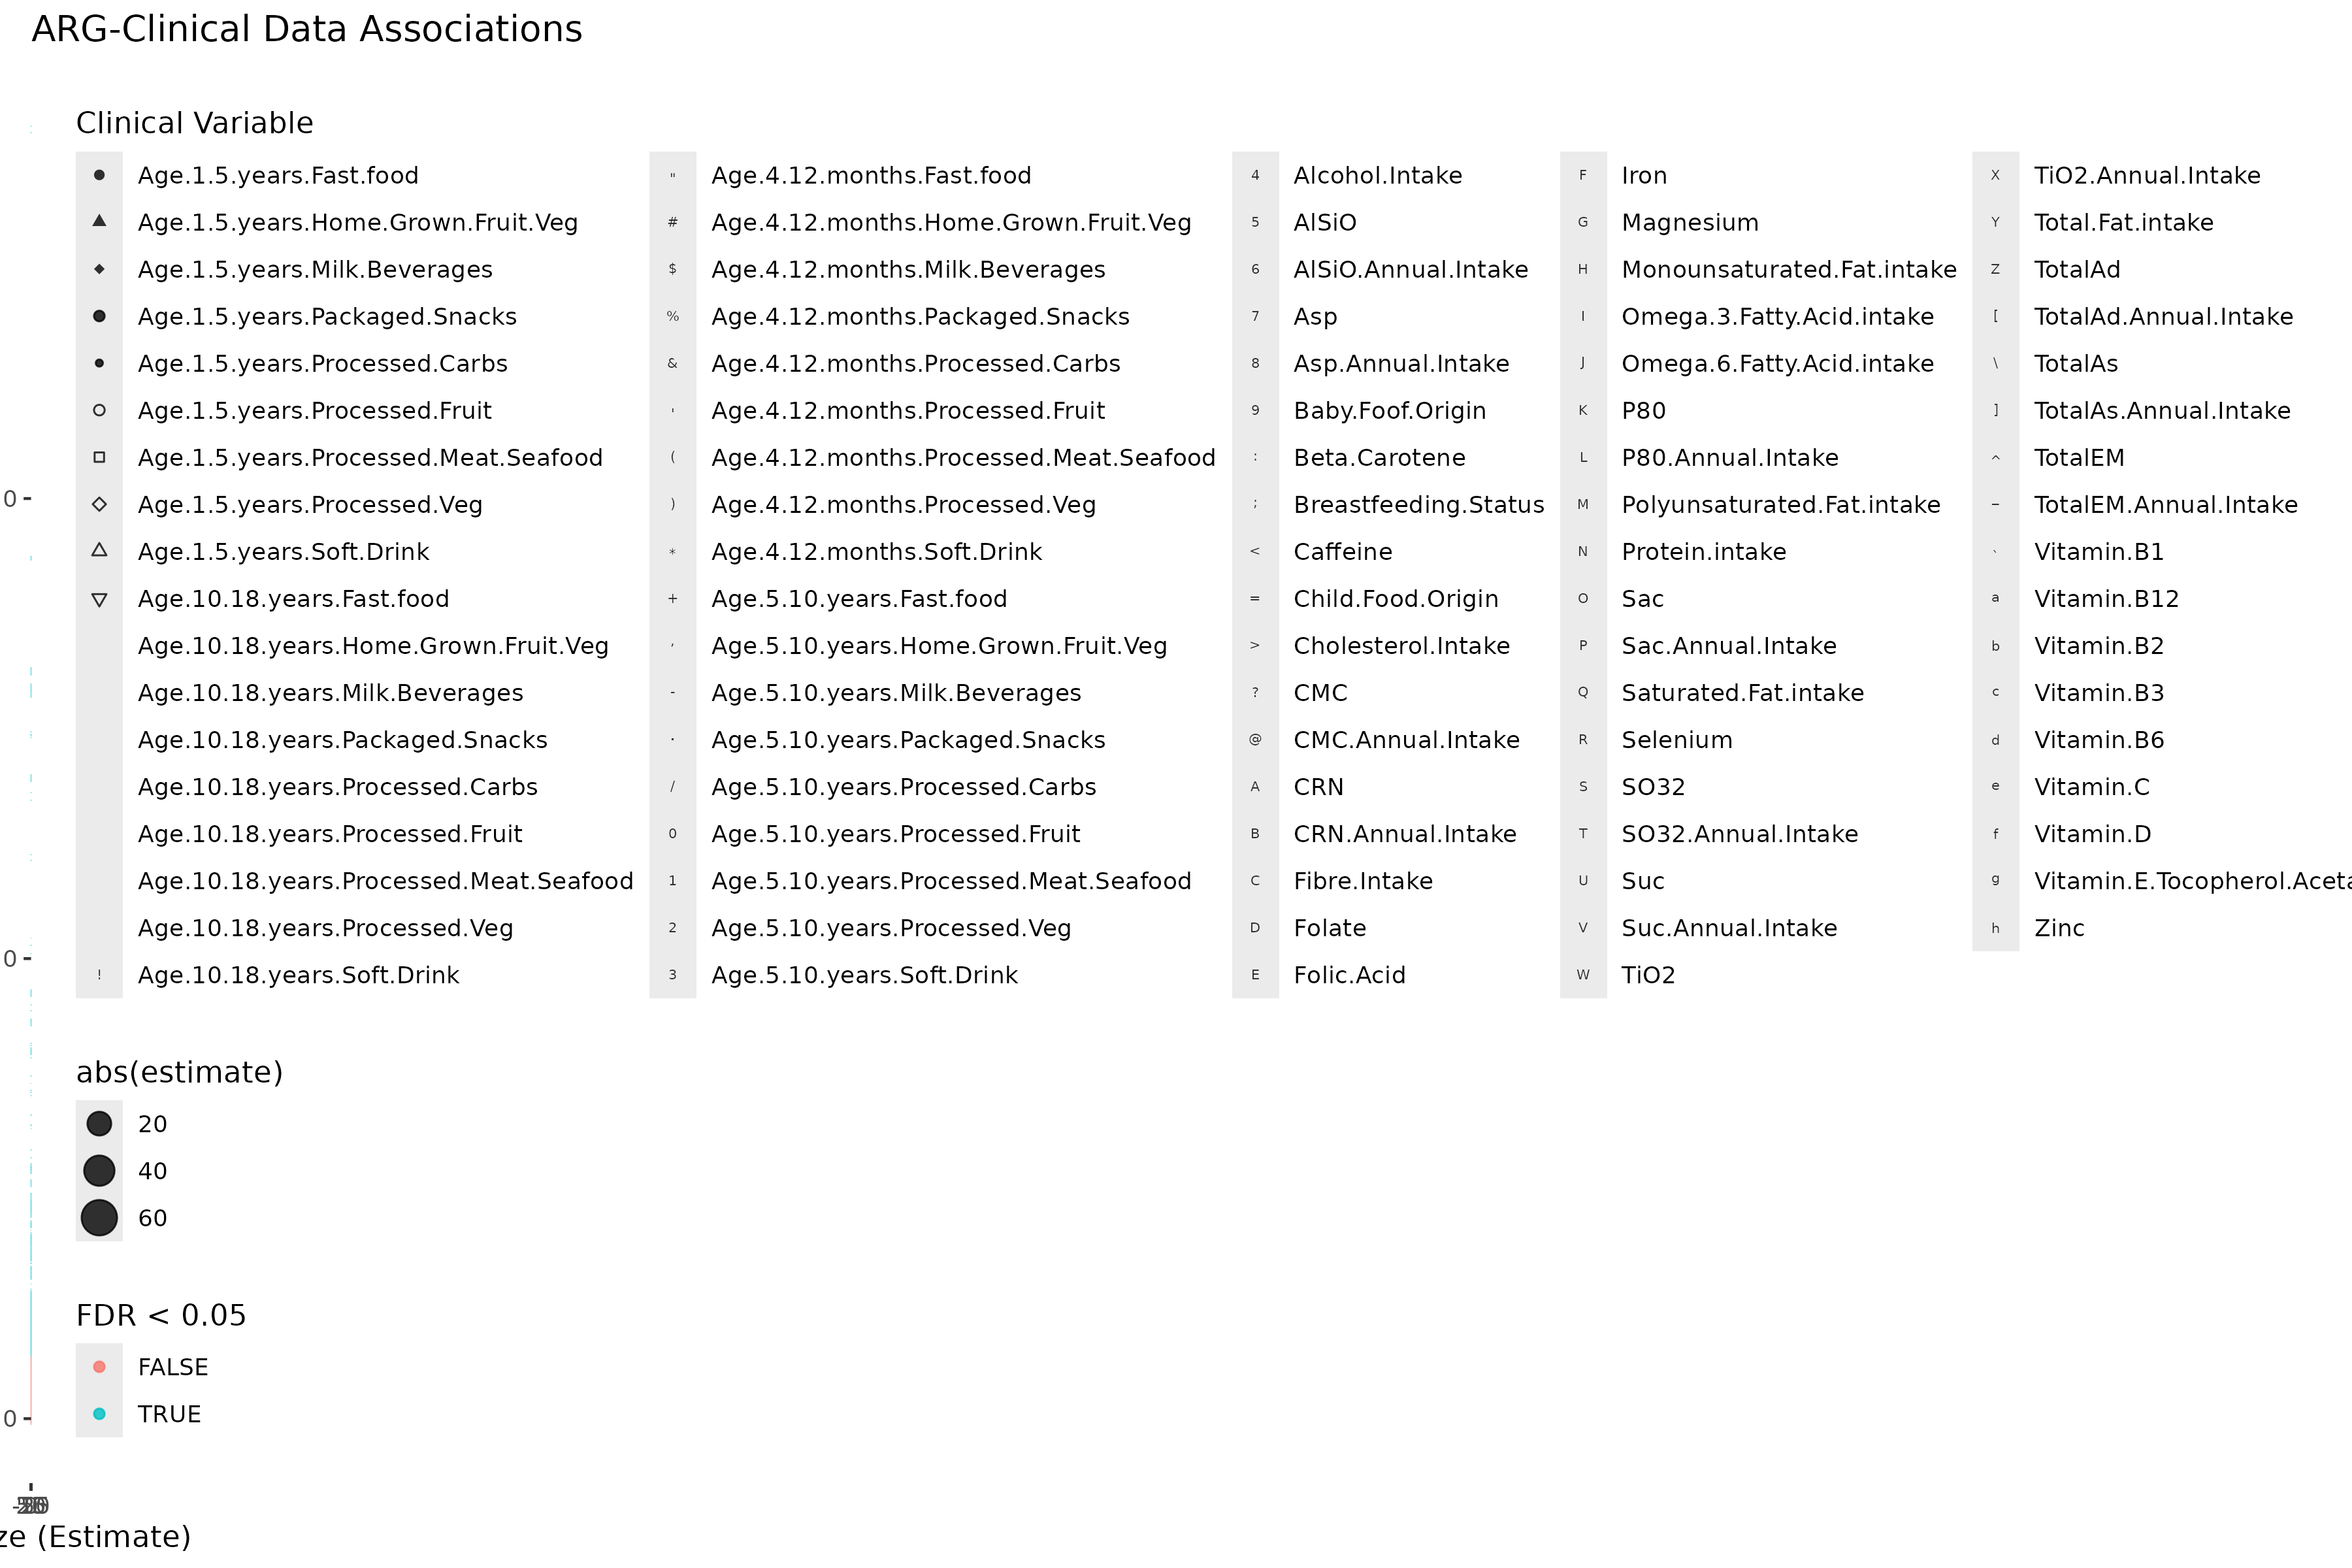 ARG-Clinical Data Associations
Clinical Variable
Age.1.5.years.Fast.food
Age.1.5.years.Home.Grown.Fruit.Veg
Age.1.5.years.Milk.Beverages
Age.1.5.years.Packaged.Snacks
Age.1.5.years.Processed.Carbs
Age.1.5.years.Processed.Fruit
Age.1.5.years.Processed.Meat.Seafood
Age.1.5.years.Processed.Veg
Age.1.5.years.Soft.Drink
Age.10.18.years.Fast.food
Age.10.18.years.Home.Grown.Fruit.Veg
Age.10.18.years.Milk.Beverages
Age.10.18.years.Packaged.Snacks
Age.10.18.years.Processed.Carbs
Age.10.18.years.Processed.Fruit
Age.10.18.years.Processed.Meat.Seafood
Age.10.18.years.Processed.Veg
! Age.10.18.years.Soft.Drink
" Age.4.12.months.Fast.food
# Age.4.12.months.Home.Grown.Fruit.Veg
$ Age.4.12.months.Milk.Beverages
% Age.4.12.months.Packaged.Snacks
& Age.4.12.months.Processed.Carbs
' Age.4.12.months.Processed.Fruit
( Age.4.12.months.Processed.Meat.Seafood
) Age.4.12.months.Processed.Veg
* Age.4.12.months.Soft.Drink
+ Age.5.10.years.Fast.food
, Age.5.10.years.Home.Grown.Fruit.Veg
- Age.5.10.years.Milk.Beverages
. Age.5.10.years.Packaged.Snacks
/ Age.5.10.years.Processed.Carbs
0 Age.5.10.years.Processed.Fruit
1 Age.5.10.years.Processed.Meat.Seafood
2 Age.5.10.years.Processed.Veg
3 Age.5.10.years.Soft.Drink
4 Alcohol.Intake
5 AlSiO
6 AlSiO.Annual.Intake
7 Asp
8 Asp.Annual.Intake
9 Baby.Foof.Origin
: Beta.Carotene
; Breastfeeding.Status
< Caffeine
= Child.Food.Origin
> Cholesterol.Intake
? CMC
@ CMC.Annual.Intake
A CRN
B CRN.Annual.Intake
C Fibre.Intake
D Folate
E Folic.Acid
F Iron
G Magnesium
H Monounsaturated.Fat.intake
I Omega.3.Fatty.Acid.intake
J Omega.6.Fatty.Acid.intake
K P80
L P80.Annual.Intake
M Polyunsaturated.Fat.intake
N Protein.intake
O Sac
P Sac.Annual.Intake
Q Saturated.Fat.intake
R Selenium
S SO32
T SO32.Annual.Intake
U Suc
V Suc.Annual.Intake
W TiO2
X TiO2.Annual.Intake
Y Total.Fat.intake
Z TotalAd
[ TotalAd.Annual.Intake
\ TotalAs
] TotalAs.Annual.Intake
^ TotalEM
_ TotalEM.Annual.Intake
` Vitamin.B1
a Vitamin.B12
b Vitamin.B2
c Vitamin.B3
d Vitamin.B6
e Vitamin.C
f Vitamin.D
g Vitamin.E.Tocopherol.Aceta
h Zinc
abs(estimate)
20
40
60
FDR < 0.05
FALSE
TRUE
0
0
0
ze (Estimate)